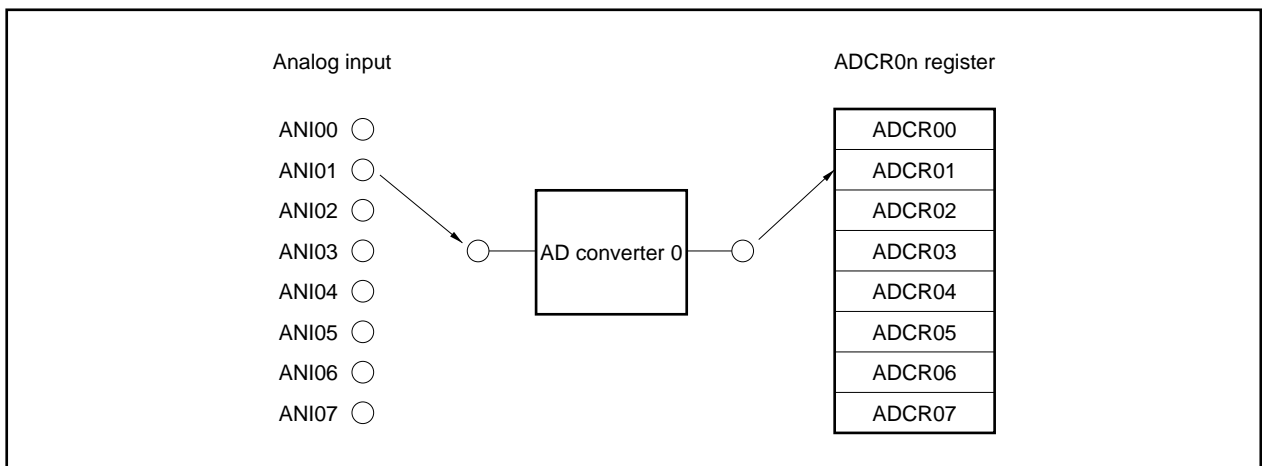 Analog input
ADCR0n register
ANI00
ANI01
ANI02
ANI03
ANI04
ANI05
ANI06
ANI07
AD converter 0
ADCR00
ADCR01
ADCR02
ADCR03
ADCR04
ADCR05
ADCR06
ADCR07